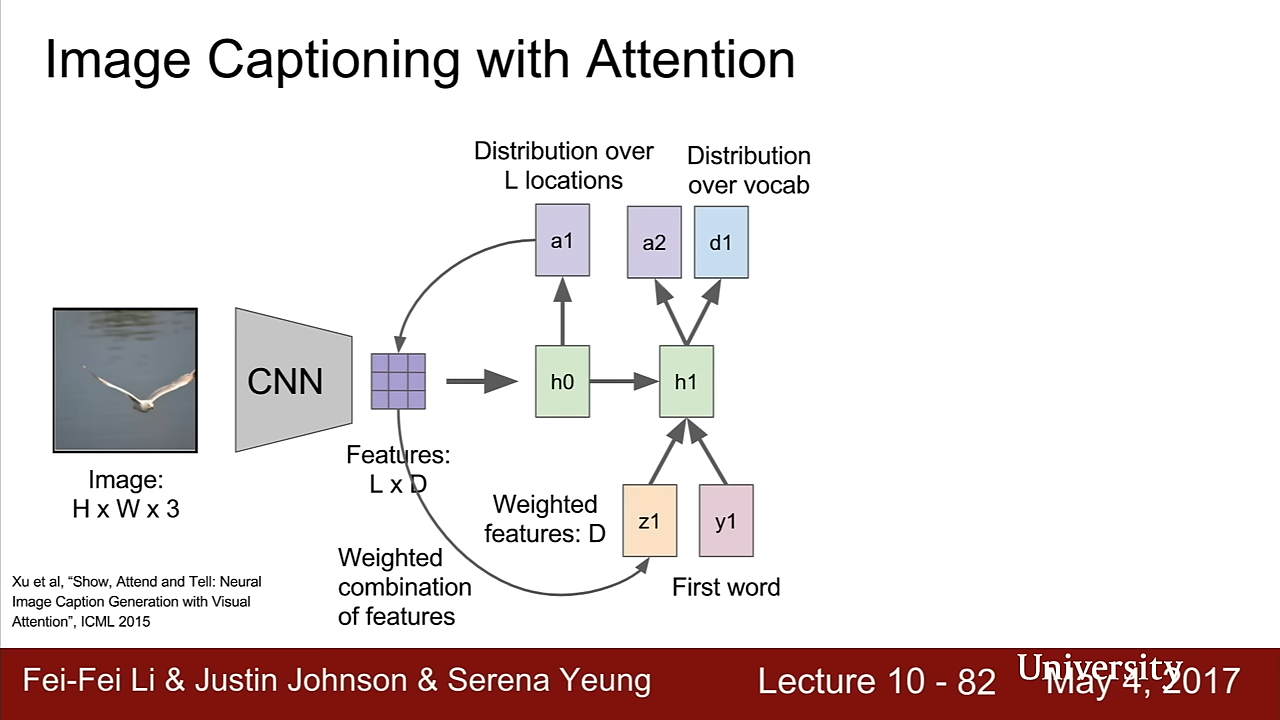 Image Captioning with Attention
Distribution over
L locations
Distribution
over vocab
a1
a2
d1
CNN
h0
h1
Features:
L x D
Image:
H x W x 3
Weighted
features: D
z1
y1
Weighted
combination
of features
First word
Xu et al, “Show, Attend and Tell: Neural
Image Caption Generation with Visual
Attention”, ICML 2015
Fei-Fei Li & Justin Johnson & Serena Yeung
Lecture 10 - 82
University
May 4, 2017